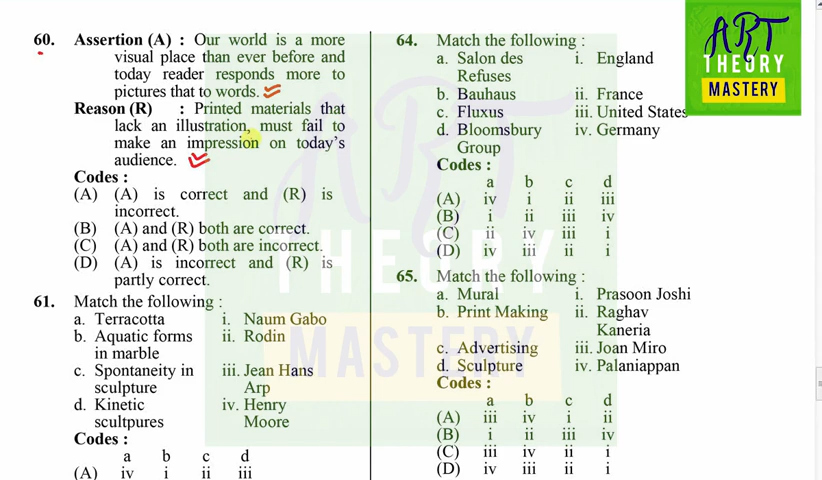 60. Assertion (A) : Our world is a more
visual place than ever before and
today reader responds more to
pictures that to words.
Reason (R) : Printed materials that
lack an illustration, must fail to
make an impression on today's
audience.
Codes :
(A) (A) is correct and (R) is
incorrect.
(B) (A) and (R) both are correct.
(C) (A) and (R) both are incorrect.
(D) (A) is incorrect and (R) is
partly correct.
61. Match the following :
a. Terracotta i. Naum Gabo
b. Aquatic forms ii. Rodin
in marble
c. Spontaneity in iii. Jean Hans
sculpture Arp
d. Kinetic iv. Henry
scultpures Moore
Codes :
a b c d
(A) iv i ii iii
64. Match the following :
a. Salon des i. England
Refuses
b. Bauhaus ii. France
c. Fluxus iii. United States
d. Bloomsbury iv. Germany
Group
Codes :
a b c d
(A) iv i ii iii
(B) i ii iii iv
(C) ii iv iii i
(D) iv iii ii i
65. Match the following :
a. Mural i. Prasoon Joshi
b. Print Making ii. Raghav
Kaneria
c. Advertising iii. Joan Miro
d. Sculpture iv. Palaniappan
Codes :
a b c d
(A) iii iv i ii
(B) i ii iii iv
(C) iii iv ii i
(D) iv iii ii i
ART
THEORY
MASTERY
ART
THEORY
MASTERY